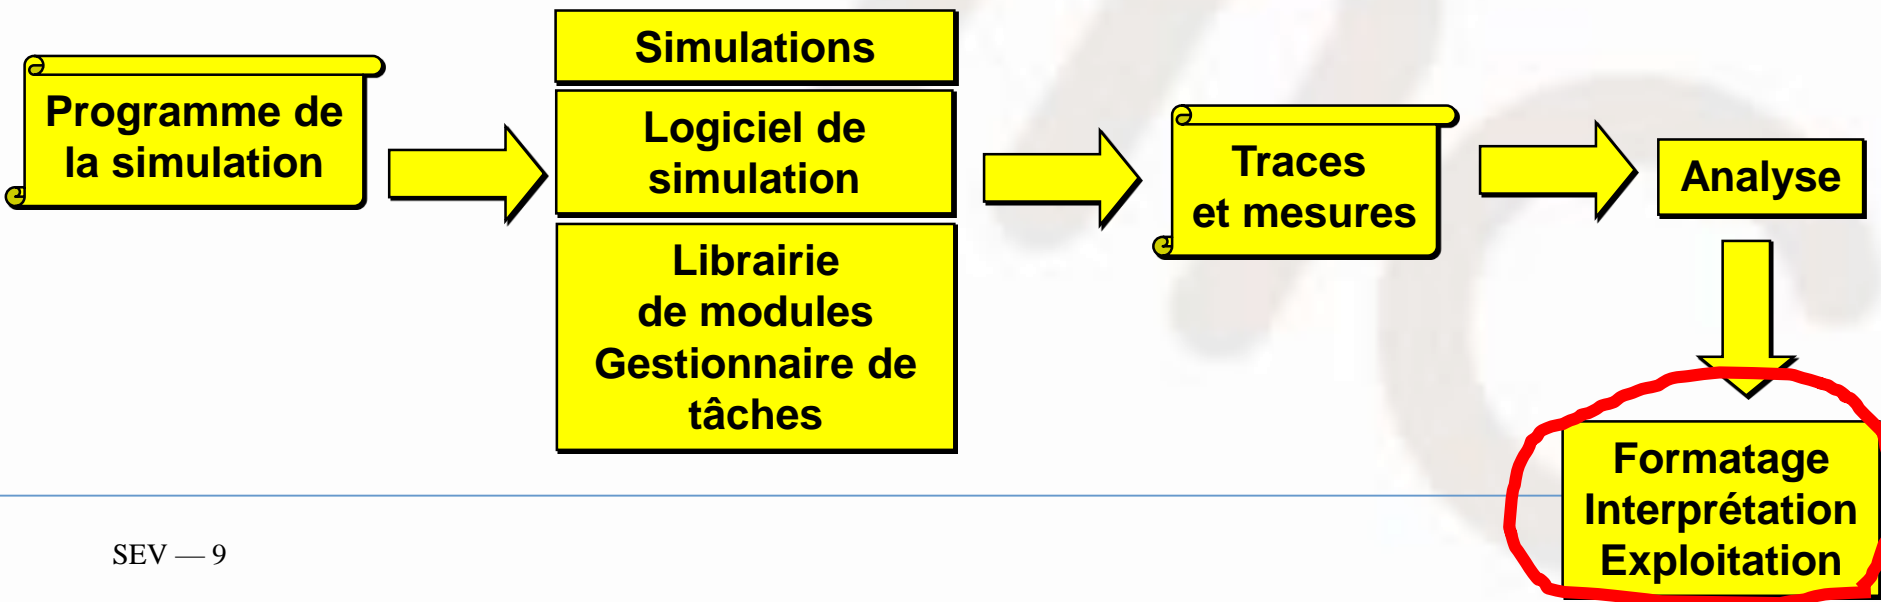 Programme de
la simulation
Simulations
Logiciel de
simulation
Librairie
de modules
Gestionnaire de
tâches
Traces
et mesures
Analyse
Formatage
Interprétation
Exploitation
SEV — 9